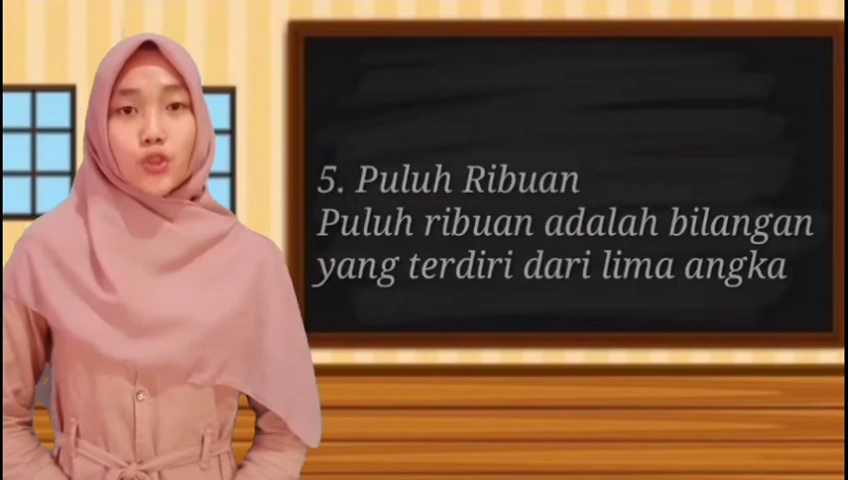 5. Puluh Ribuan
Puluh ribuan adalah bilangan
yang terdiri dari lima angka